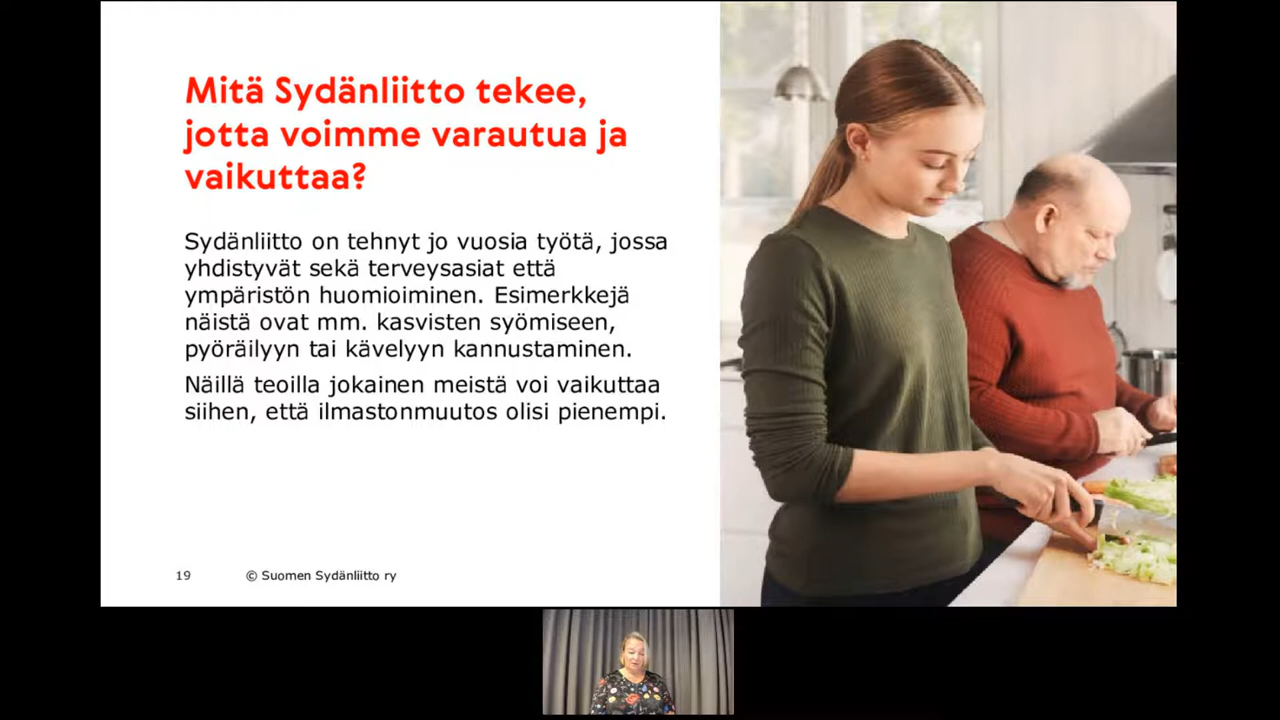 Mitä Sydänliitto tekee,
jotta voimme varautua ja
vaikuttaa?
Sydänliitto on tehnyt jo vuosia työtä, jossa
yhdistyvät sekä terveysasiat että
ympäristön huomioiminen. Esimerkkejä
näistä ovat mm. kasvisten syömiseen,
pyöräilyyn tai kävelyyn kannustaminen.
Näillä teoilla jokainen meistä voi vaikuttaa
siihen, että ilmastonmuutos olisi pienempi.
19 © Suomen Sydänliitto ry